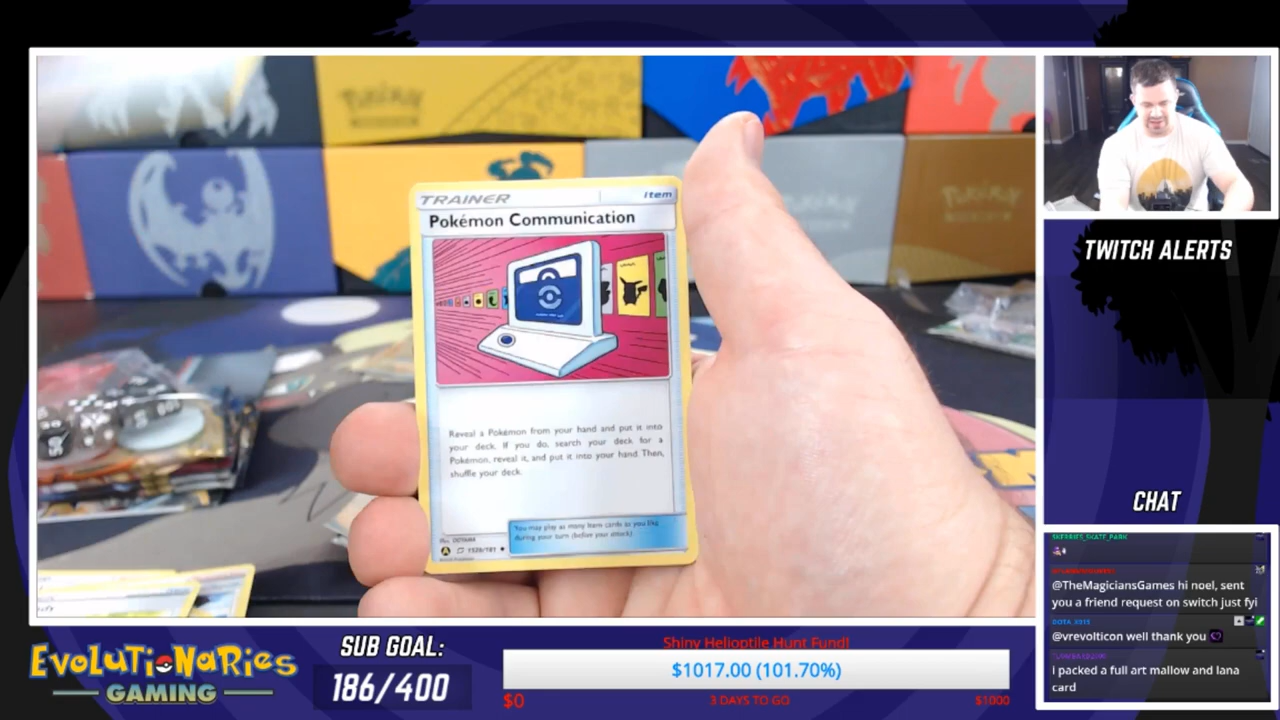 TRAINER
item
Pokémon Communication
Reveal a Pokémon from your hand and put it into
your deck. If you do, search your deck for a
Pokémon, reveal it, and put it into your hand. Then,
shuffle your deck.
You may play as many Item cards as you like
during your turn (before your attack).
TWITCH ALERTS
CHAT
SKERRIES_SKATE_PARK
@TheMagiciansGames hi noel, sent
you a friend request on switch just fyi
@vrevolticon well thank you
i packed a full art mallow and lana
card
EVOLUTIONARIES
GAMING
SUB GOAL:
186/400
Shiny Helioptile Hunt Fund!
$1017.00 (101.70%)
$0
3 DAYS TO GO
$1000